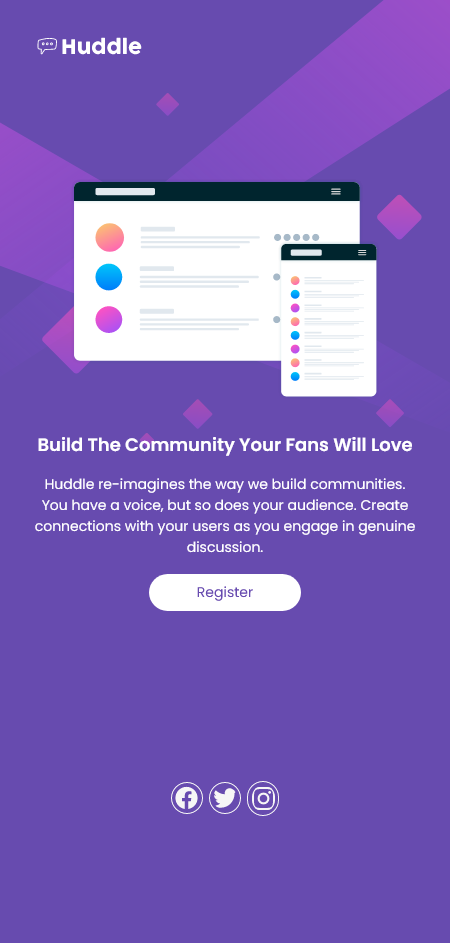 Huddle
Build The Community Your Fans Will Love
Huddle re-imagines the way we build communities.
You have a voice, but so does your audience. Create
connections with your users as you engage in genuine
discussion.
Register